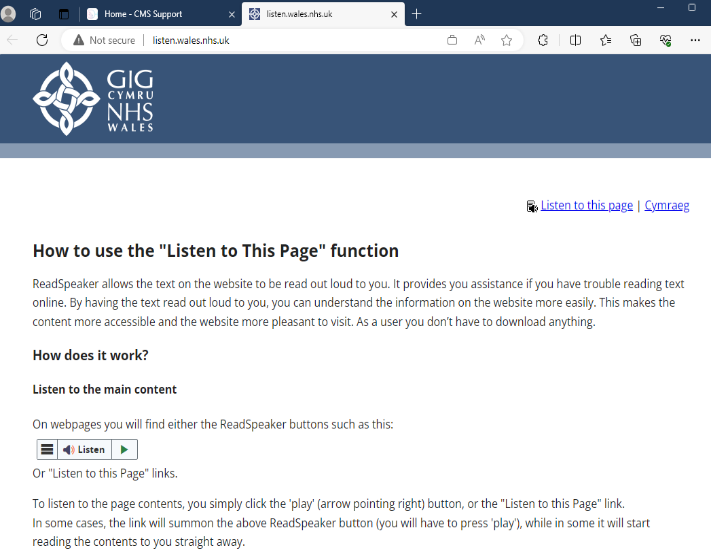 Home - CMS Support
listen.wales.nhs.uk
Not secure
listen.wales.nhs.uk
GIG
CYMRU
NHS
WALES
Listen to this page | Cymraeg
How to use the "Listen to This Page" function
ReadSpeaker allows the text on the website to be read out loud to you. It provides you assistance if you have trouble reading text
online. By having the text read out loud to you, you can understand the information on the website more easily. This makes the
content more accessible and the website more pleasant to visit. As a user you don't have to download anything.
How does it work?
Listen to the main content
On webpages you will find either the ReadSpeaker buttons such as this:
Listen
Or "Listen to this Page" links.
To listen to the page contents, you simply click the 'play' (arrow pointing right) button, or the "Listen to this Page" link.
In some cases, the link will summon the above ReadSpeaker button (you will have to press 'play'), while in some it will start
reading the contents to you straight away.